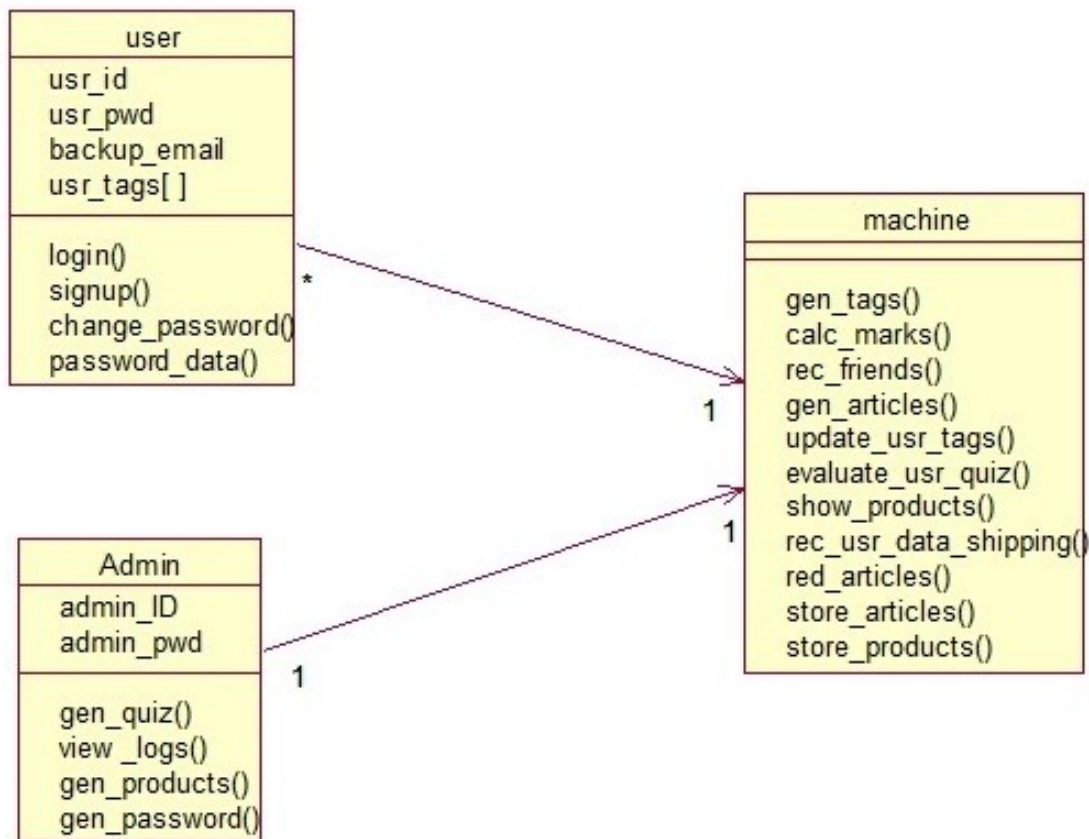 user
usr_id
usr_pwd
backup_email
usr_tags[ ]
login()
signup()
change_password()
password_data()
*
1
machine
gen_tags()
calc_marks()
rec_friends()
gen_articles()
update_usr_tags()
evaluate_usr_quiz()
show_products()
rec_usr_data_shipping()
red_articles()
store_articles()
store_products()
1
Admin
admin_ID
admin_pwd
gen_quiz()
view _logs()
gen_products()
gen_password()
1